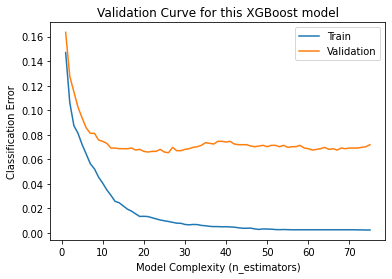 Validation Curve for this XGBoost model
Train
Validation
Classification Error
0.16
0.14
0.12
0.10
0.08
0.06
0.04
0.02
0.00
0 10 20 30 40 50 60 70
Model Complexity (n_estimators)